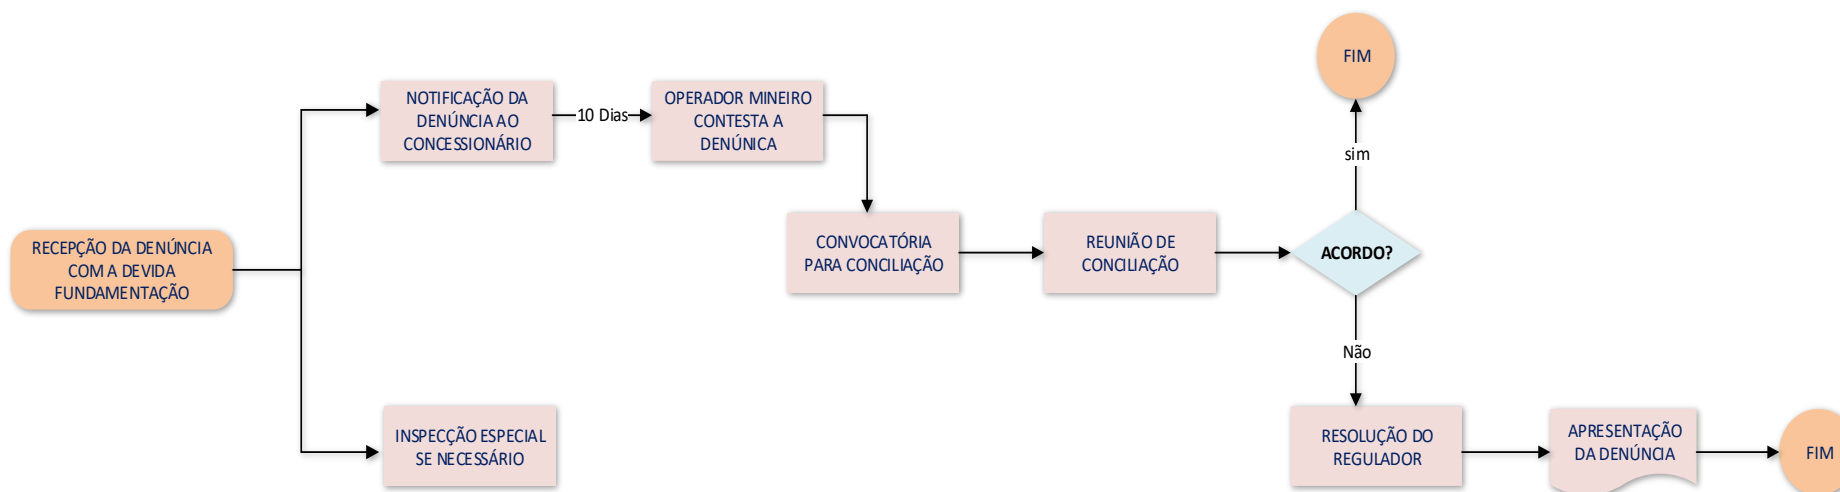 RECEPÇÃO DA DENÚNCIA
COM A DEVIDA
FUNDAMENTAÇÃO
NOTIFICAÇÃO DA
DENÚNCIA AO
CONCESSIONÁRIO
10 Dias
OPERADOR MINEIRO
CONTESTA A
DENÚNICA
CONVOCATÓRIA
PARA CONCILIAÇÃO
REUNIÃO DE
CONCILIAÇÃO
ACORDO?
sim
FIM
Não
RESOLUÇÃO DO
REGULADOR
APRESENTAÇÃO
DA DENÚNCIA
FIM
INSPECÇÃO ESPECIAL
SE NECESSÁRIO